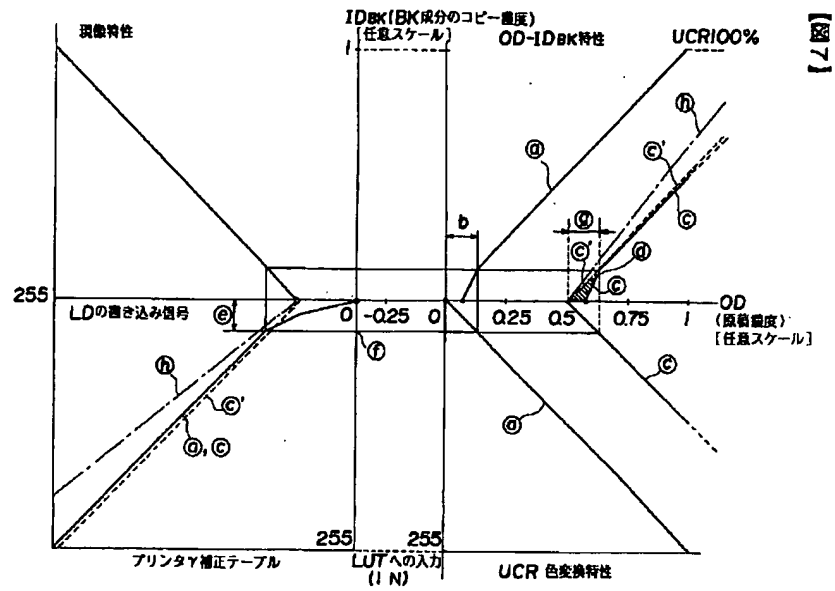 【図7】
現像特性
IDBK(BK成分のコピー濃度)
[任意スケール]
OD-IDBK特性
UCR100%
1
ⓗ
ⓐ
ⓒ'
b
ⓖ
ⓒ
ⓒ'
ⓓ
ⓒ
255
LDの書き込み信号
ⓔ
0
-0.25
0
0.25
0.5
0.75
1
OD
(原稿濃度)
[任意スケール]
ⓕ
ⓗ
ⓒ'
ⓐ,ⓒ
ⓒ
ⓐ
255
255
プリンタγ補正テーブル
LUTへの入力
(IN)
UCR 色変換特性